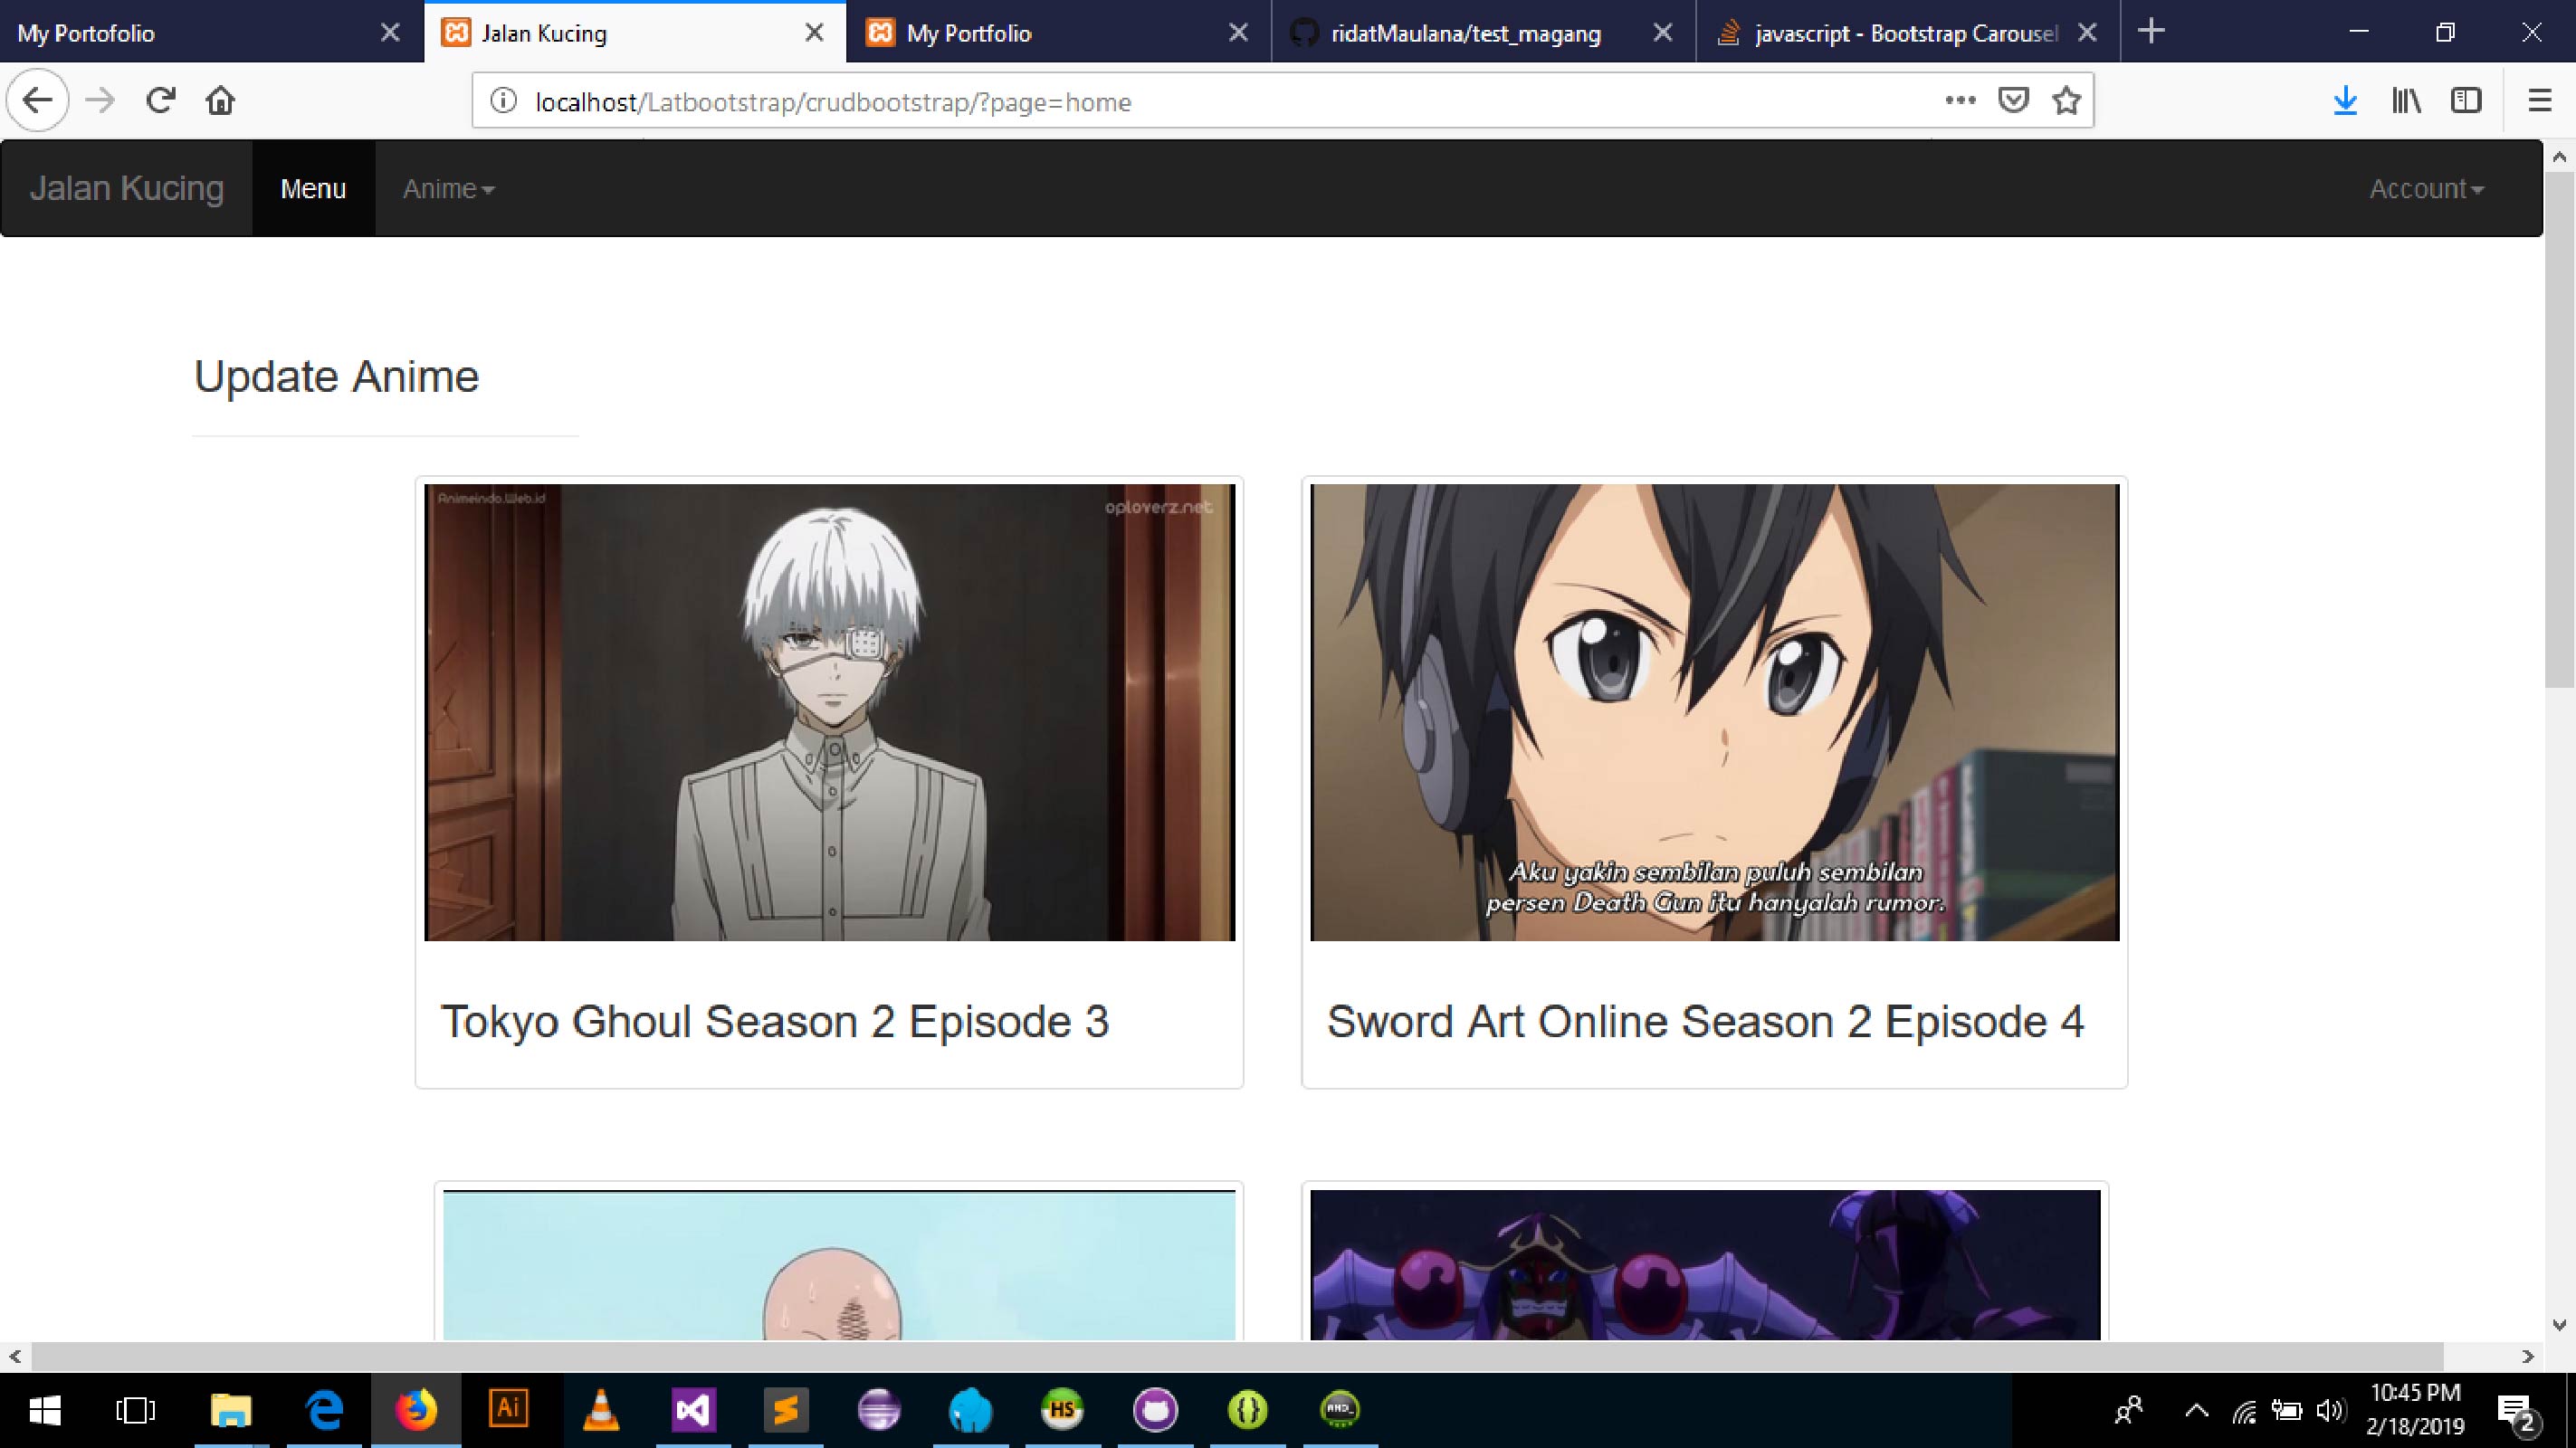 My Portofolio
Jalan Kucing
My Portfolio
ridatMaulana/test_magang
javascript - Bootstrap Carousel
localhost/Latbootstrap/crudbootstrap/?page=home
Jalan Kucing
Menu
Anime
Account
Update Anime
Animeindo.Web.id
oploverz.net
Aku yakin sembilan puluh sembilan
persen Death Gun itu hanyalah rumor.
Tokyo Ghoul Season 2 Episode 3
Sword Art Online Season 2 Episode 4
Ai
HS
AND_
10:45 PM
2/18/2019
2